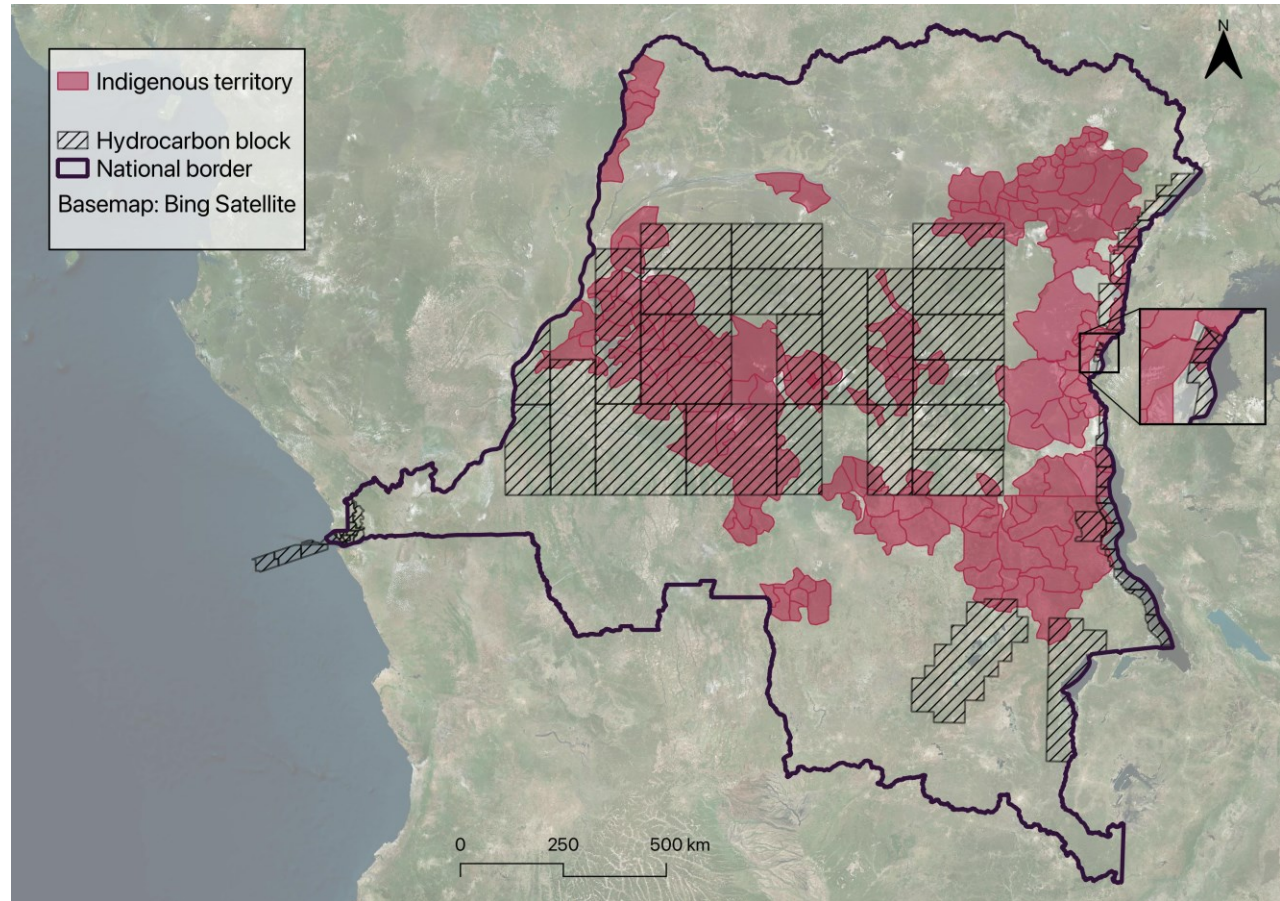 Indigenous territory
Hydrocarbon block
National border
Basemap: Bing Satellite
N
0 250 500 km